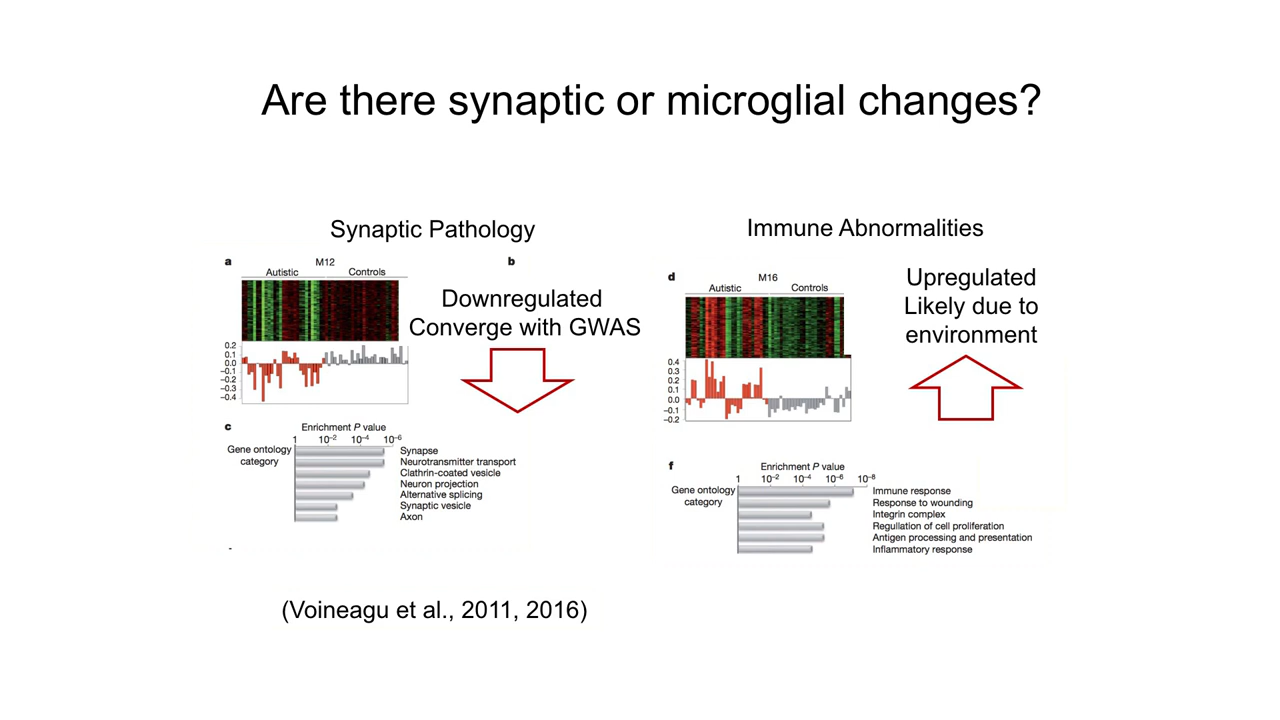 Are there synaptic or microglial changes?
Synaptic Pathology
a
M12
b
Autistic
Controls
Downregulated
Converge with GWAS
0.2
0.1
0.0
−0.1
−0.2
−0.3
−0.4
c
Enrichment P value
1
10−2
10−4
10−6
Gene ontology
category
Synapse
Neurotransmitter transport
Clathrin-coated vesicle
Neuron projection
Alternative splicing
Synaptic vesicle
Axon
Immune Abnormalities
d
M16
Autistic
Controls
Upregulated
Likely due to
environment
0.4
0.3
0.2
0.1
0.0
−0.1
−0.2
f
Enrichment P value
1
10−2
10−4
10−6
10−8
Gene ontology
category
Immune response
Response to wounding
Integrin complex
Regullation of cell proliferation
Antigen processing and presentation
Inflammatory response
(Voineagu et al., 2011, 2016)